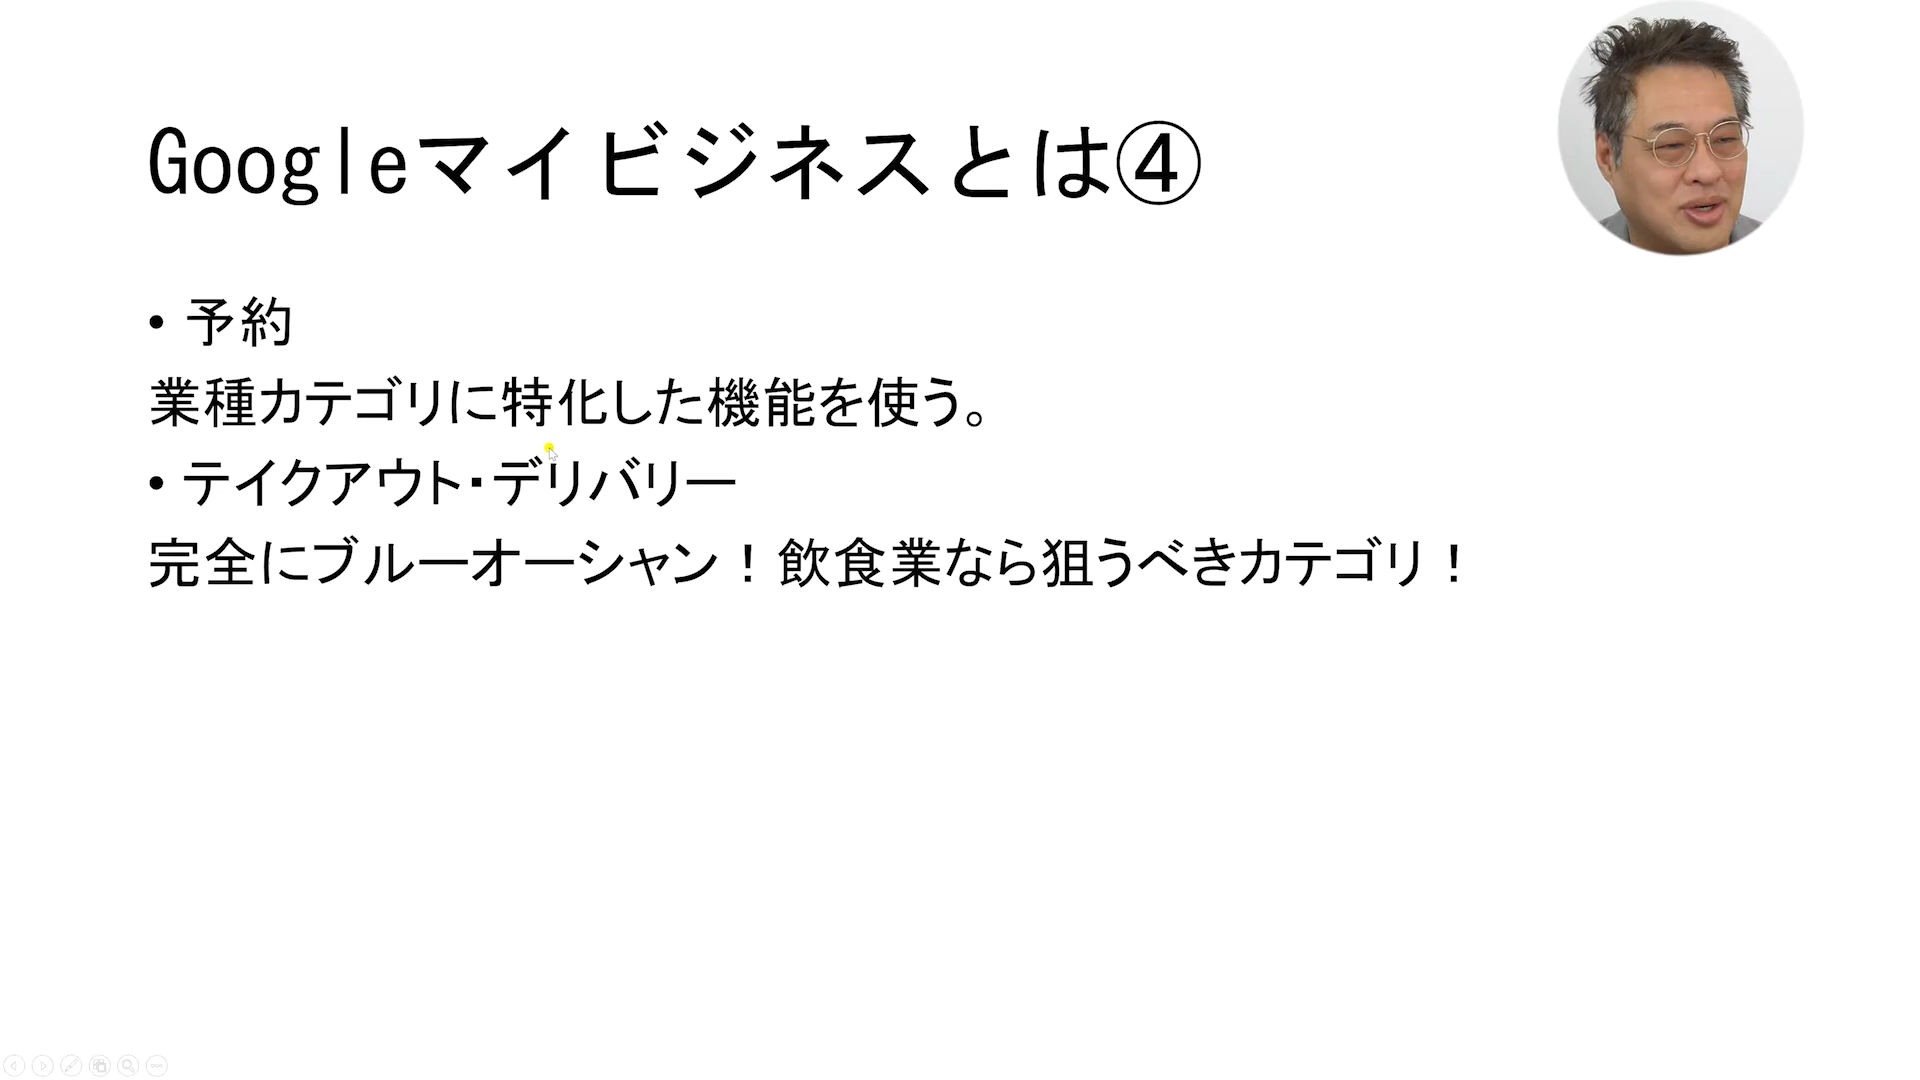 Googleマイビジネスとは④
• 予約
業種カテゴリに特化した機能を使う。
• テイクアウト・デリバリー
完全にブルーオーシャン！飲食業なら狙うべきカテゴリ！